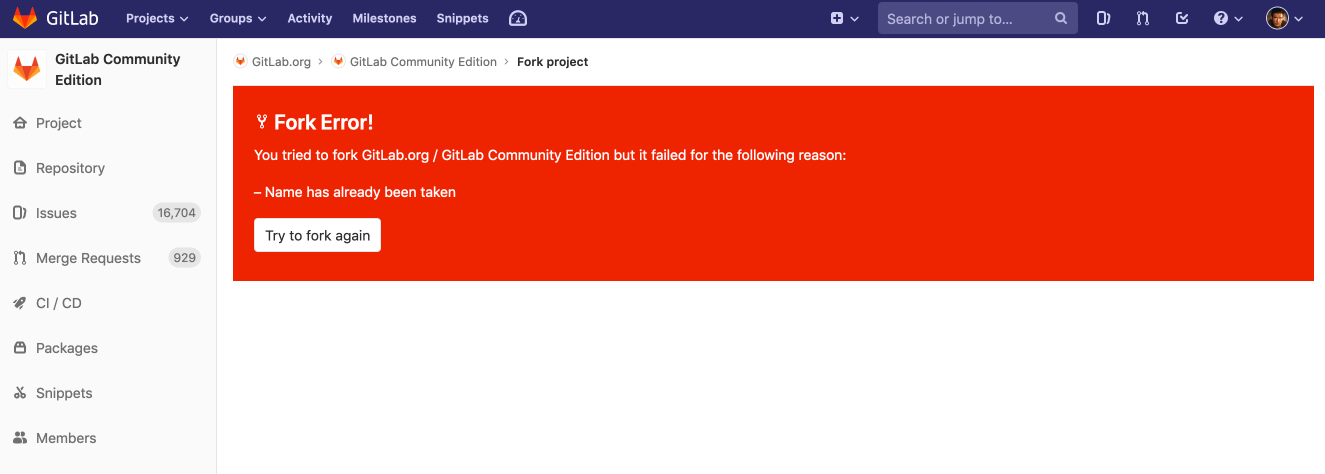 GitLab Projects Groups Activity Milestones Snippets Search or jump to...
GitLab Community
Edition
Project
Repository
Issues 16,704
Merge Requests 929
CI / CD
Packages
Snippets
Members
GitLab.org › GitLab Community Edition › Fork project
Fork Error!
You tried to fork GitLab.org / GitLab Community Edition but it failed for the following reason:
– Name has already been taken
Try to fork again